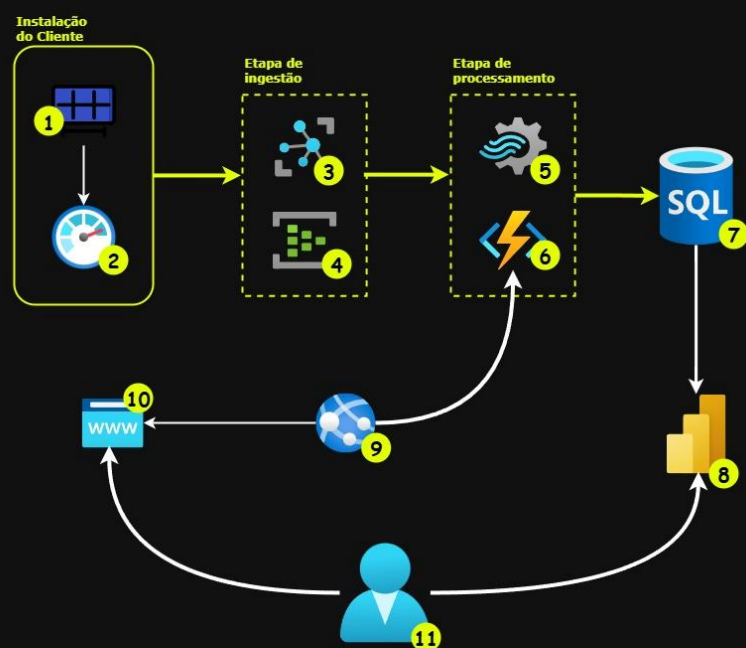 Instalação
do Cliente
Etapa de
ingestão
Etapa de
processamento
1
2
3
4
5
6
SQL
7
10
www
9
8
11